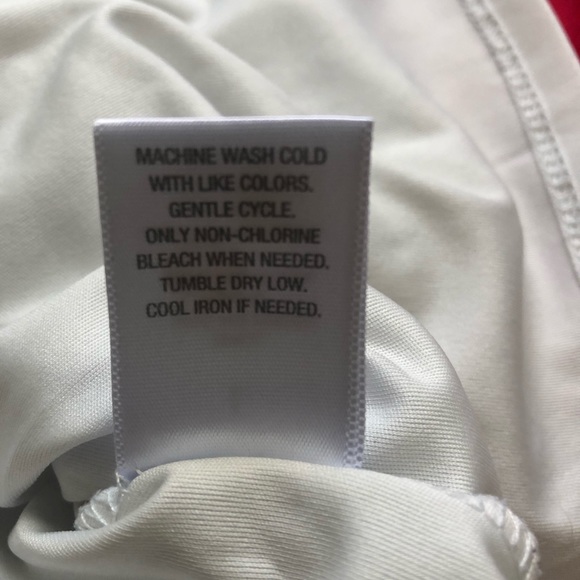 MACHINE WASH COLD
WITH LIKE COLORS.
GENTLE CYCLE.
ONLY NON-CHLORINE
BLEACH WHEN NEEDED.
TUMBLE DRY LOW.
COOL IRON IF NEEDED.